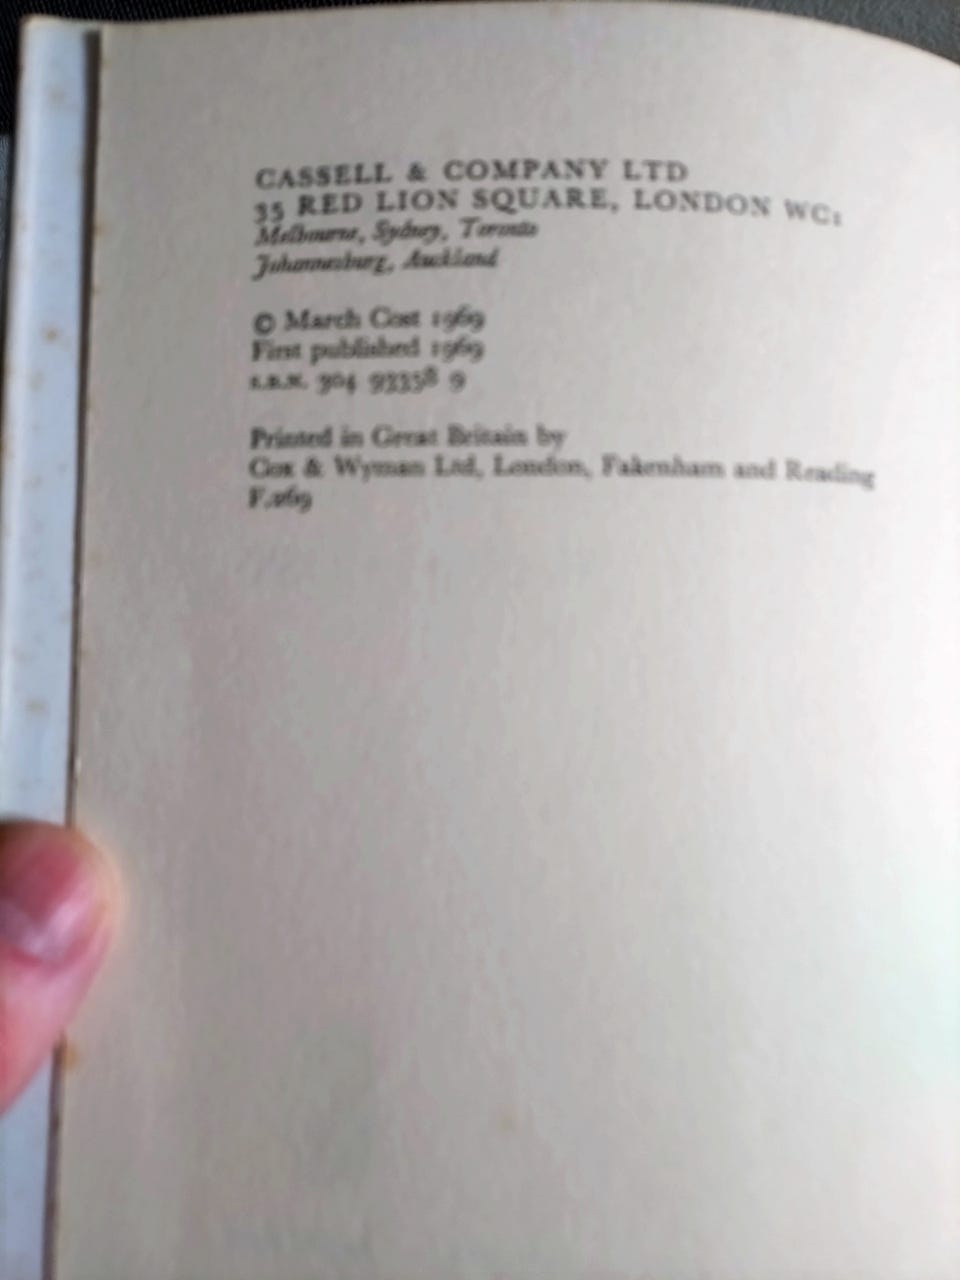 CASSELL & COMPANY LTD
35 RED LION SQUARE, LONDON WC1
Melbourne, Sydney, Toronto
Johannesburg, Auckland
© March Cost 1969
First published 1969
S.B.N. 304 93358 9
Printed in Great Britain by
Cox & Wyman Ltd, London, Fakenham and Reading
F.269